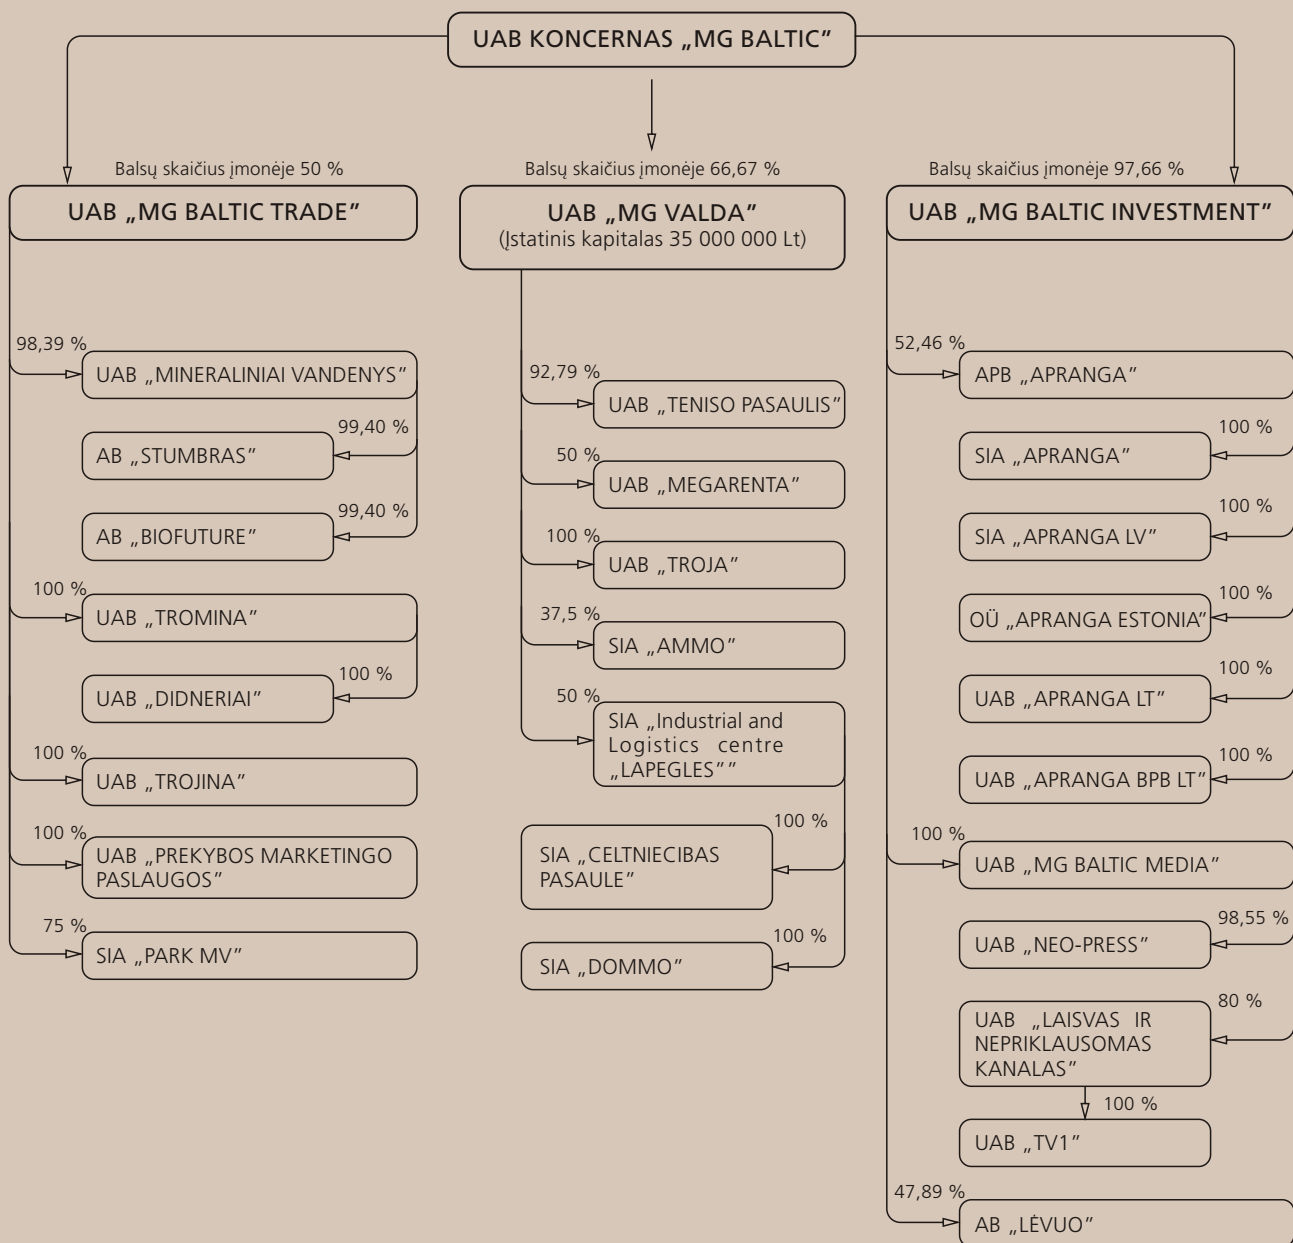 UAB KONCERNAS „MG BALTIC”
Balsų skaičius įmonėje 50 %
UAB „MG BALTIC TRADE”
98,39 %
UAB „MINERALINIAI VANDENYS”
99,40 %
AB „STUMBRAS”
99,40 %
AB „BIOFUTURE”
100 %
UAB „TROMINA”
100 %
UAB „DIDNERIAI”
100 %
UAB „TROJINA”
100 %
UAB „PREKYBOS MARKETINGO
PASLAUGOS”
75 %
SIA „PARK MV”
Balsų skaičius įmonėje 66,67 %
UAB „MG VALDA”
(Įstatinis kapitalas 35 000 000 Lt)
92,79 %
UAB „TENISO PASAULIS”
50 %
UAB „MEGARENTA”
100 %
UAB „TROJA”
37,5 %
SIA „AMMO”
50 %
SIA „Industrial and
Logistics centre
„LAPEGLES””
100 %
SIA „CELTNIECIBAS
PASAULE”
100 %
SIA „DOMMO”
Balsų skaičius įmonėje 97,66 %
UAB „MG BALTIC INVESTMENT”
52,46 %
APB „APRANGA”
100 %
SIA „APRANGA”
100 %
SIA „APRANGA LV”
100 %
OÜ „APRANGA ESTONIA”
100 %
UAB „APRANGA LT”
100 %
UAB „APRANGA BPB LT”
100 %
UAB „MG BALTIC MEDIA”
98,55 %
UAB „NEO-PRESS”
80 %
UAB „LAISVAS IR
NEPRIKLAUSOMAS
KANALAS”
100 %
UAB „TV1”
47,89 %
AB „LĖVUO”